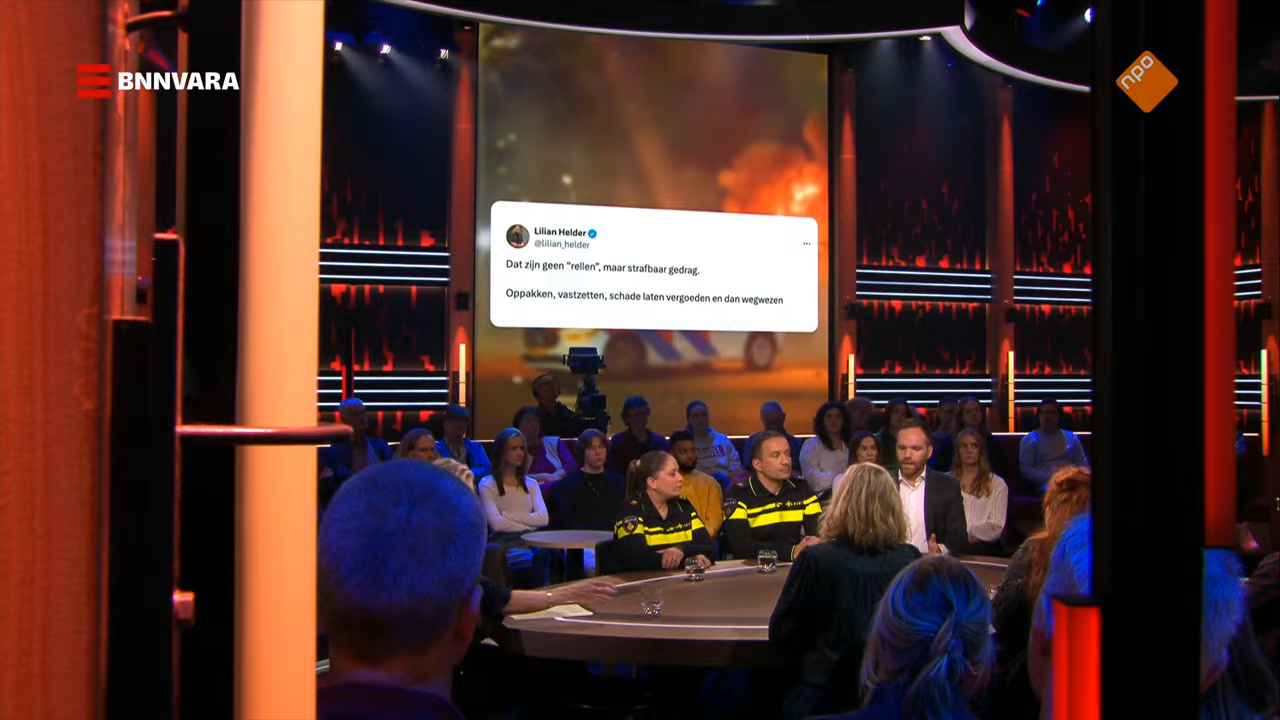 BNNVARA
npo
Lilian Helder
@lilian_helder
Dat zijn geen "rellen", maar strafbaar gedrag.
Oppakken, vastzetten, schade laten vergoeden en dan wegwezen